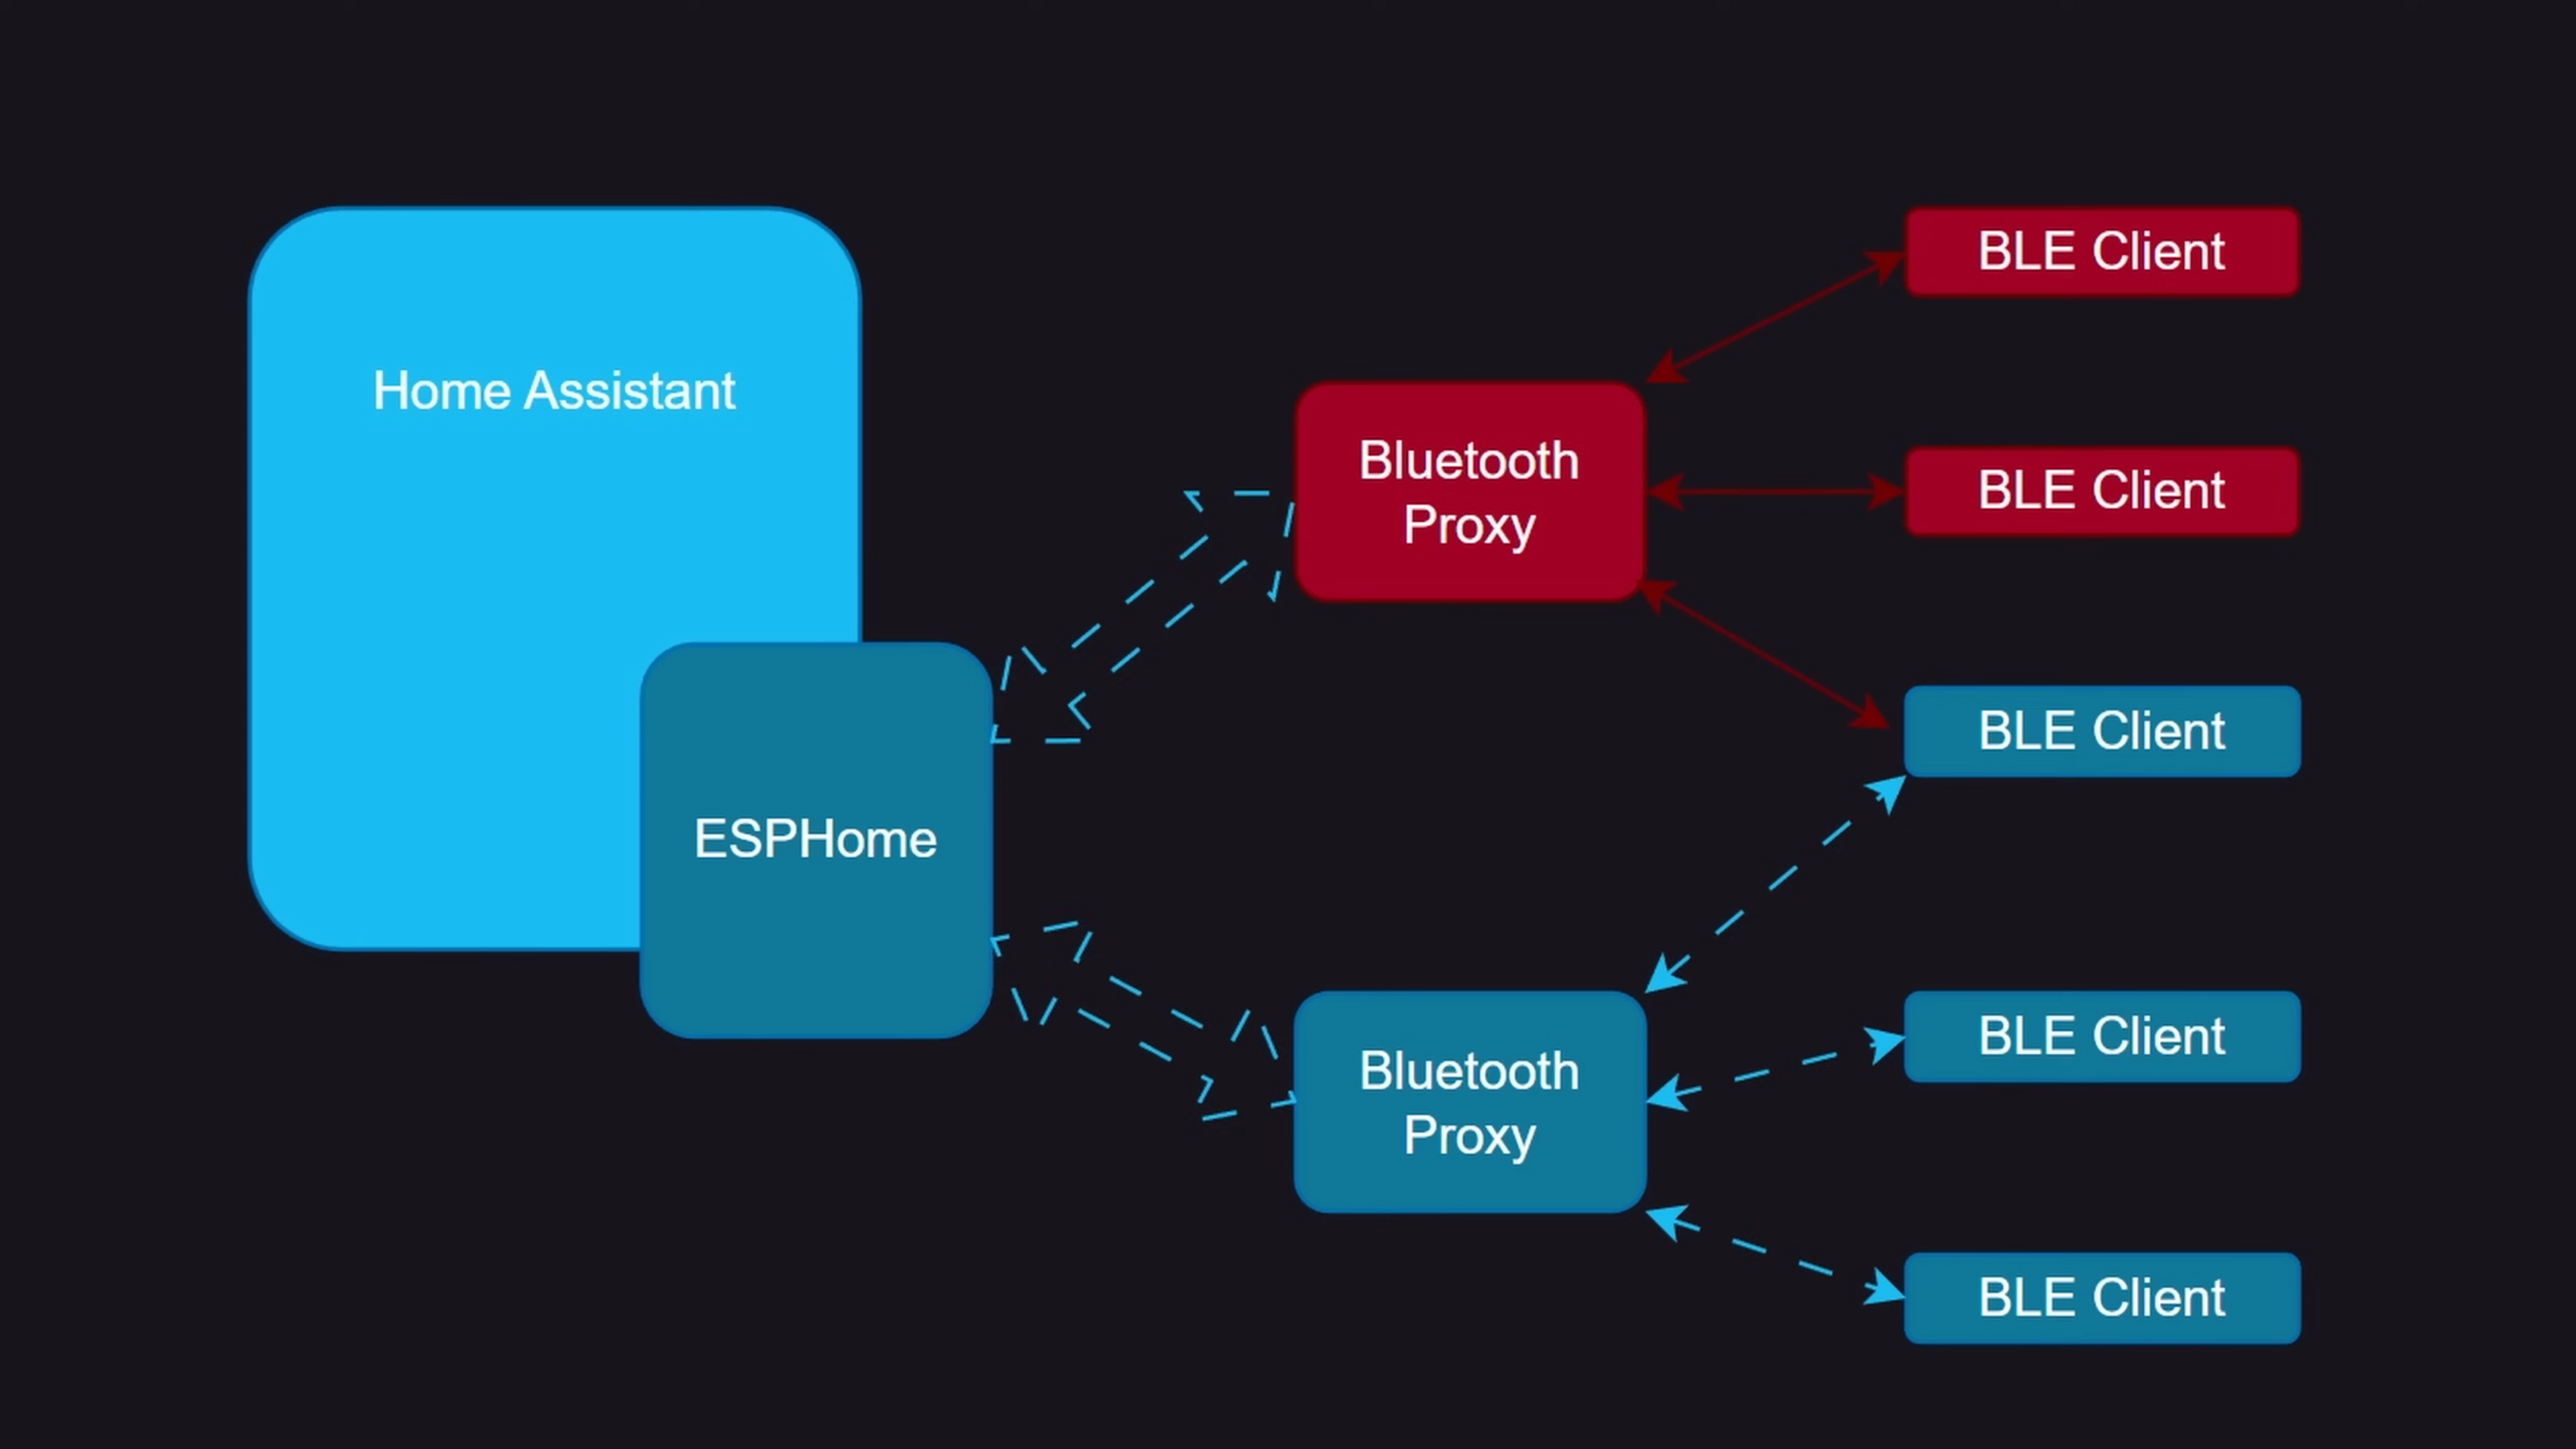 Home Assistant
ESPHome
Bluetooth
Proxy
Bluetooth
Proxy
BLE Client
BLE Client
BLE Client
BLE Client
BLE Client